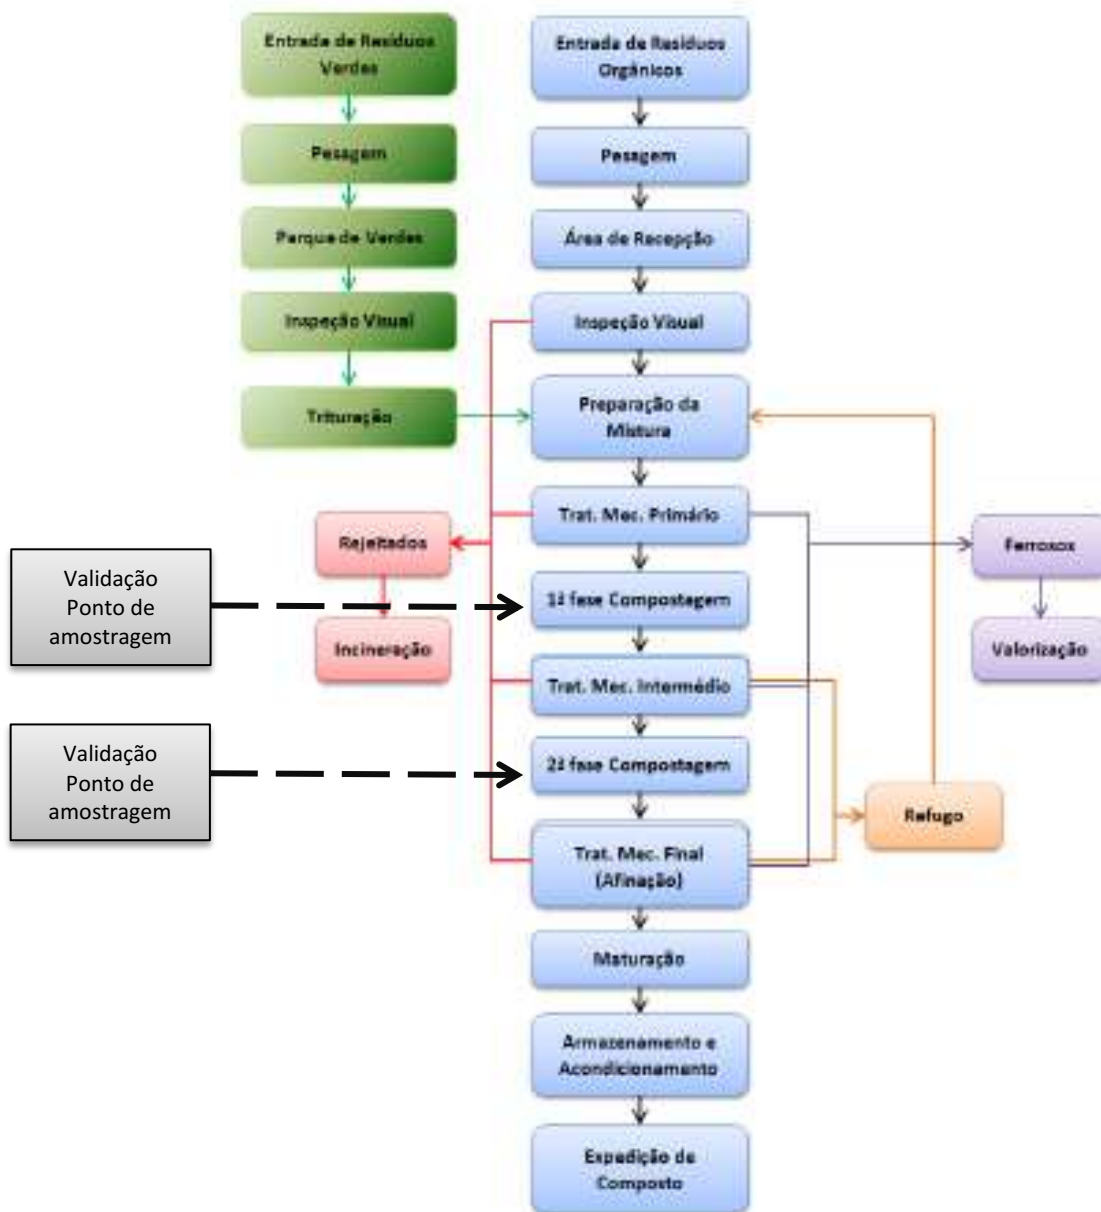 Entrada de Resíduos
Verdes
Pesagem
Parque de Verdes
Inspeção Visual
Trituração
Entrada de Resíduos
Orgânicos
Pesagem
Área de Recepção
Inspeção Visual
Preparação da
Mistura
Trat. Mec. Primário
1ª fase Compostagem
Trat. Mec. Intermédio
2ª fase Compostagem
Trat. Mec. Final
(Afinação)
Maturação
Armazenamento e
Acondicionamento
Expedição de
Composto
Rejeitados
Incineração
Ferrosos
Valorização
Refugo
Validação
Ponto de
amostragem
Validação
Ponto de
amostragem